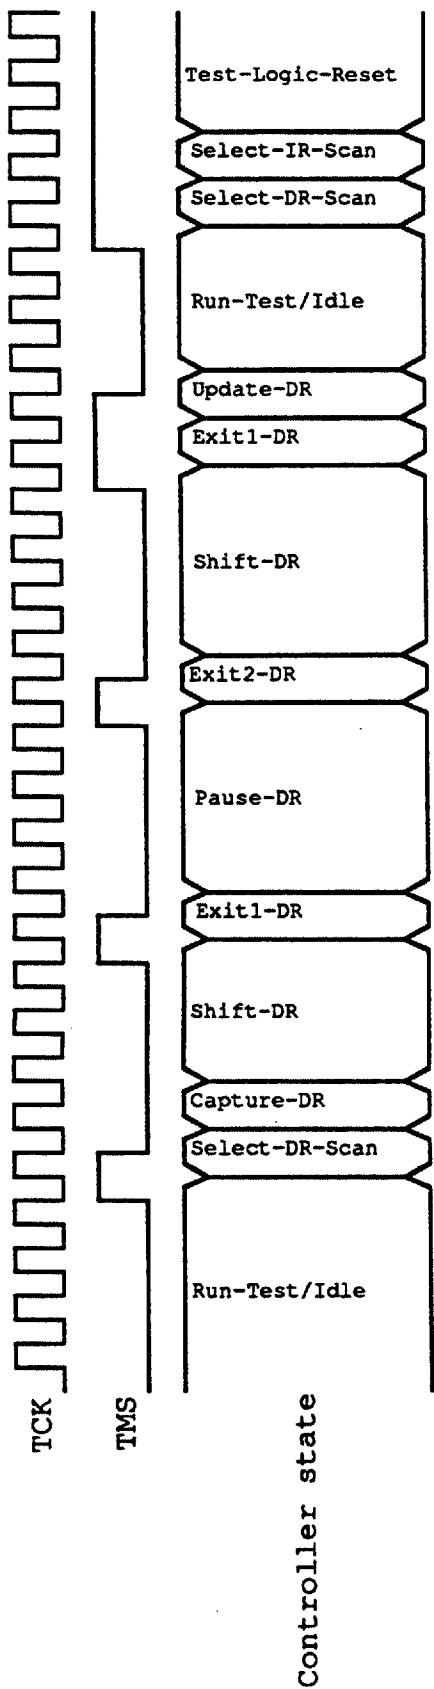 Test-Logic-Reset
Select-IR-Scan
Select-DR-Scan
Run-Test/Idle
Update-DR
Exit1-DR
Shift-DR
Exit2-DR
Pause-DR
Exit1-DR
Shift-DR
Capture-DR
Select-DR-Scan
Run-Test/Idle
TCK
TMS
Controller state